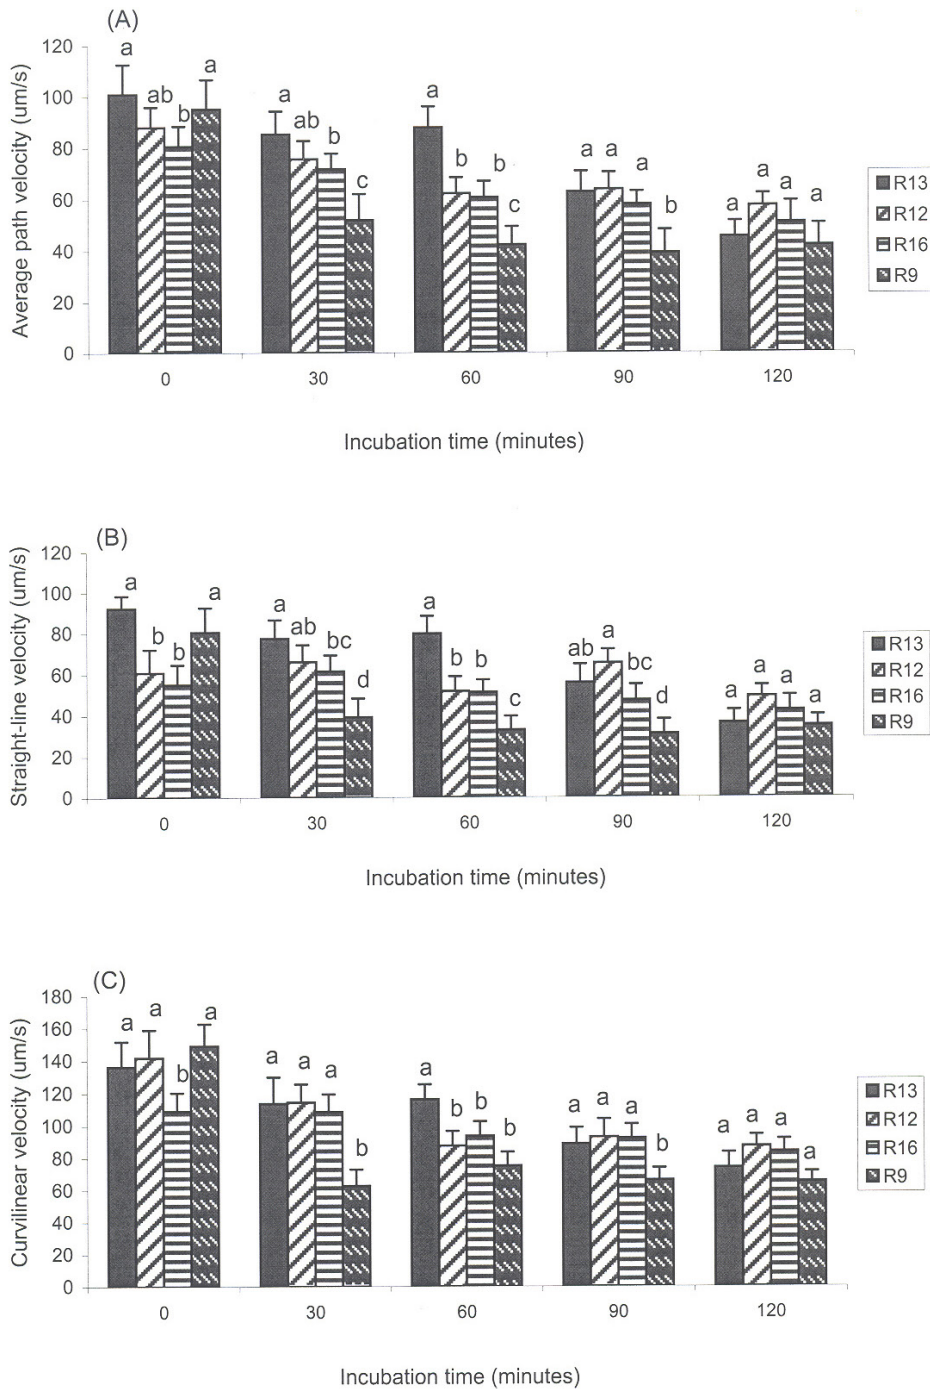 (A)
Average path velocity (um/s)
120
100
80
60
40
20
0
a ab b a
a ab b c
a b b c
a a a b
a a a a
0 30 60 90 120
Incubation time (minutes)
R13
R12
R16
R9
(B)
Straight-line velocity (um/s)
120
100
80
60
40
20
0
a b b a
a ab bc d
a b b c
ab a bc d
a a a a
0 30 60 90 120
Incubation time (minutes)
R13
R12
R16
R9
(C)
Curvilinear velocity (um/s)
180
160
140
120
100
80
60
40
20
0
a a b a
a a a b
a b b b
a a a b
a a a a
0 30 60 90 120
Incubation time (minutes)
R13
R12
R16
R9